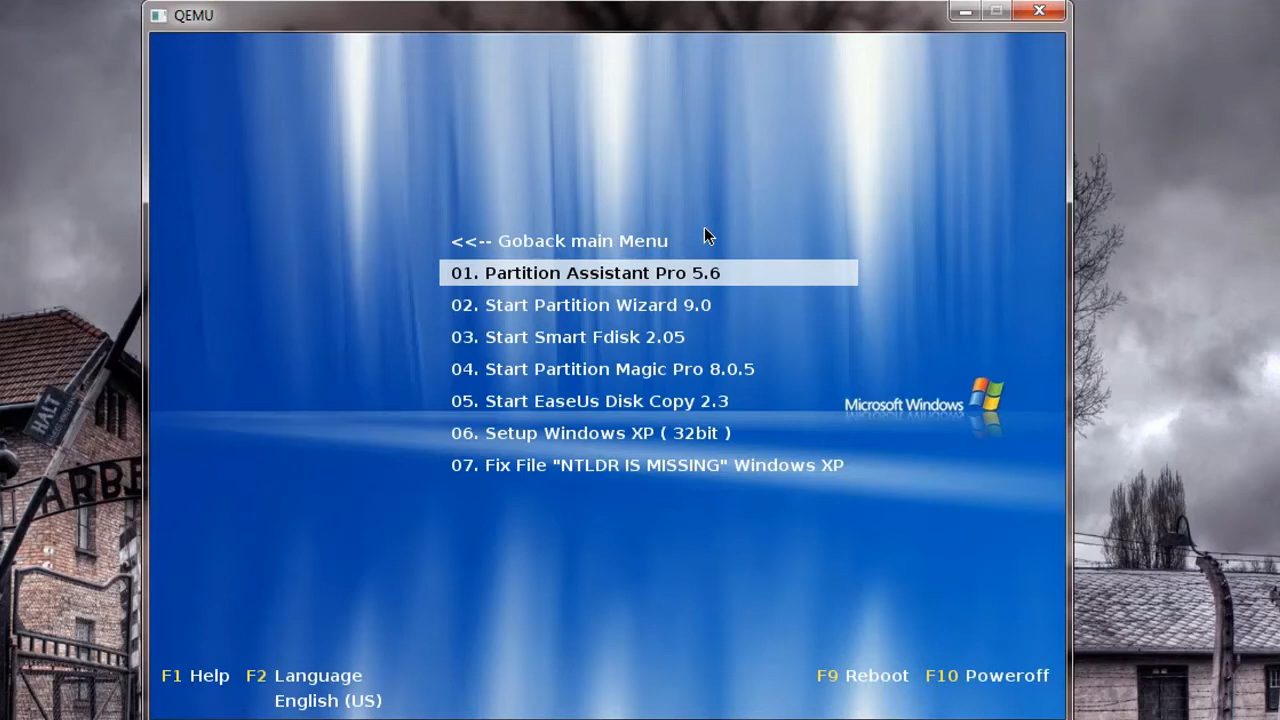 QEMU
<<-- Goback main Menu
01. Partition Assistant Pro 5.6
02. Start Partition Wizard 9.0
03. Start Smart Fdisk 2.05
04. Start Partition Magic Pro 8.0.5
05. Start EaseUs Disk Copy 2.3
Microsoft Windows
06. Setup Windows XP ( 32bit )
07. Fix File "NTLDR IS MISSING" Windows XP
HALT
ARBE
F1 Help F2 Language
English (US)
F9 Reboot F10 Poweroff